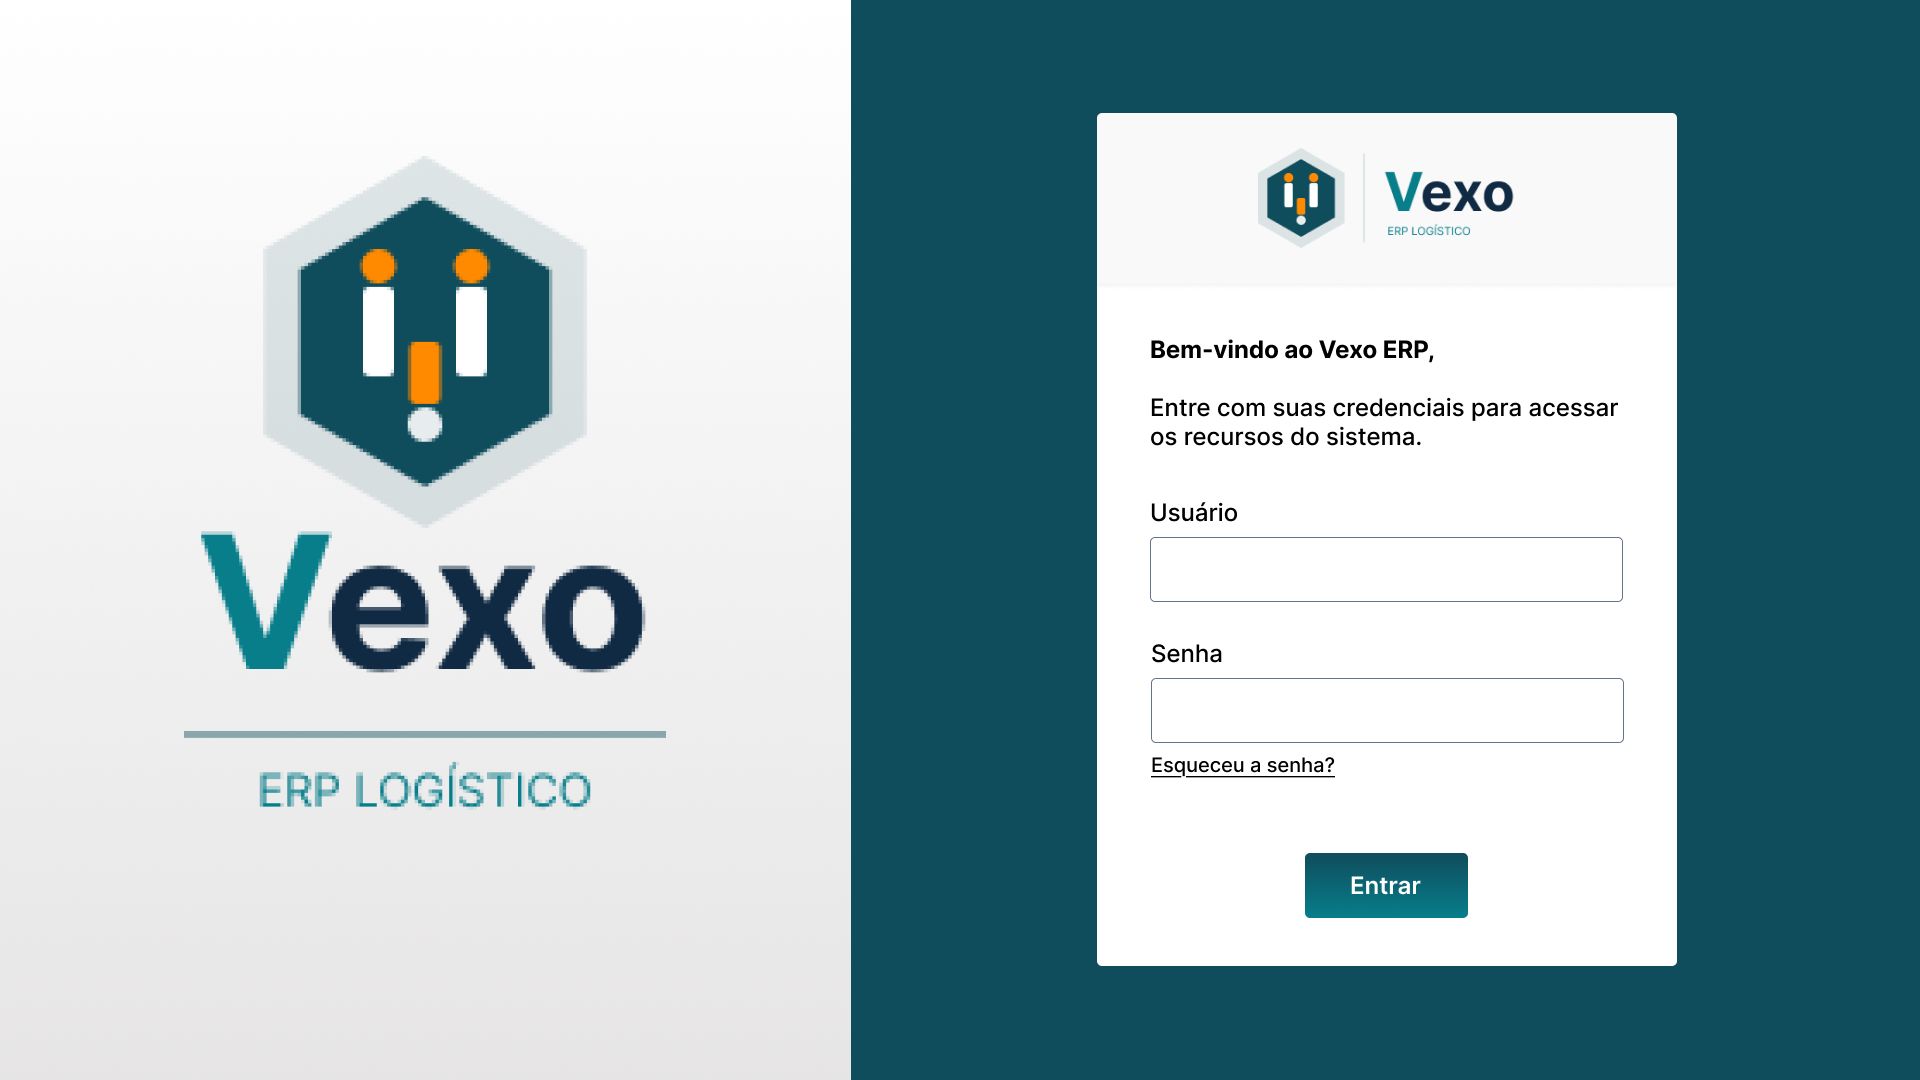 Vexo
ERP LOGÍSTICO
Vexo
ERP LOGÍSTICO
Bem-vindo ao Vexo ERP,
Entre com suas credenciais para acessar
os recursos do sistema.
Usuário
Senha
Esqueceu a senha?
Entrar